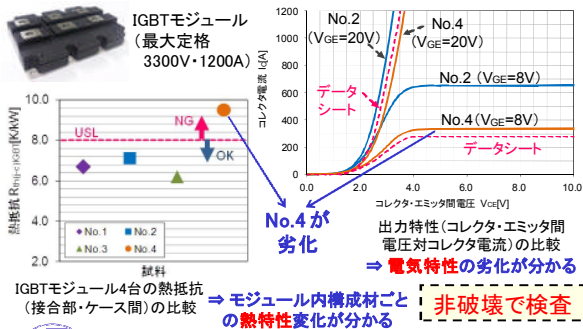 IGBTモジュール
（最大定格
3300V・1200A）
熱抵抗 Rth(j-c)(IGBT)[K/kW]
10.0
8.0
6.0
4.0
2.0
USL
NG
OK
No.1
No.2
No.3
No.4
試料
IGBTモジュール4台の熱抵抗
（接合部・ケース間）の比較
No.4 が
劣化
コレクタ電流 Ic[A]
1200
1000
800
600
400
200
0
No.2
（VGE=20V）
No.4
（VGE=20V）
データ
シート
No.2（VGE=8V）
No.4（VGE=8V）
データシート
0.0 2.0 4.0 6.0 8.0 10.0
コレクタ・エミッタ間電圧 VCE[V]
出力特性（コレクタ・エミッタ間
電圧対コレクタ電流）の比較
⇒ 電気特性の劣化が分かる
⇒ モジュール内構成材ごと
の熱特性変化が分かる
非破壊で検査